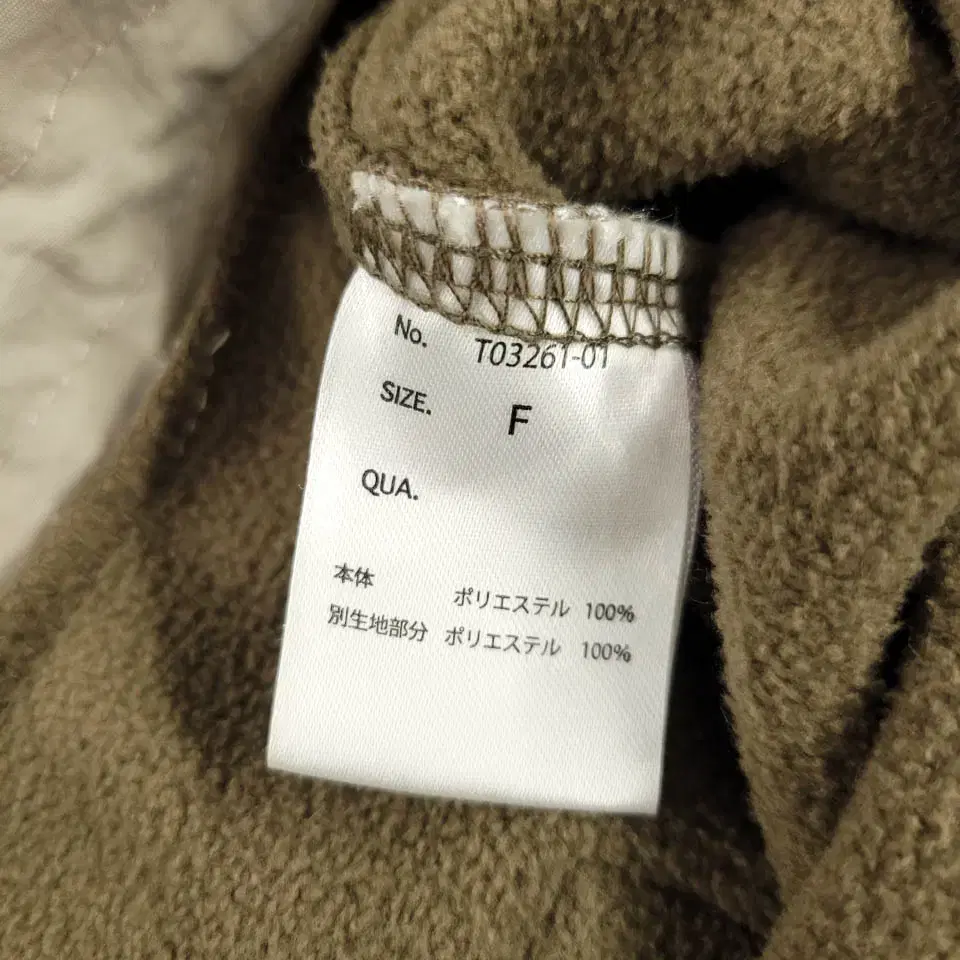 No. T03261-01
SIZE. F
QUA.
本体 ポリエステル 100%
別生地部分 ポリエステル 100%